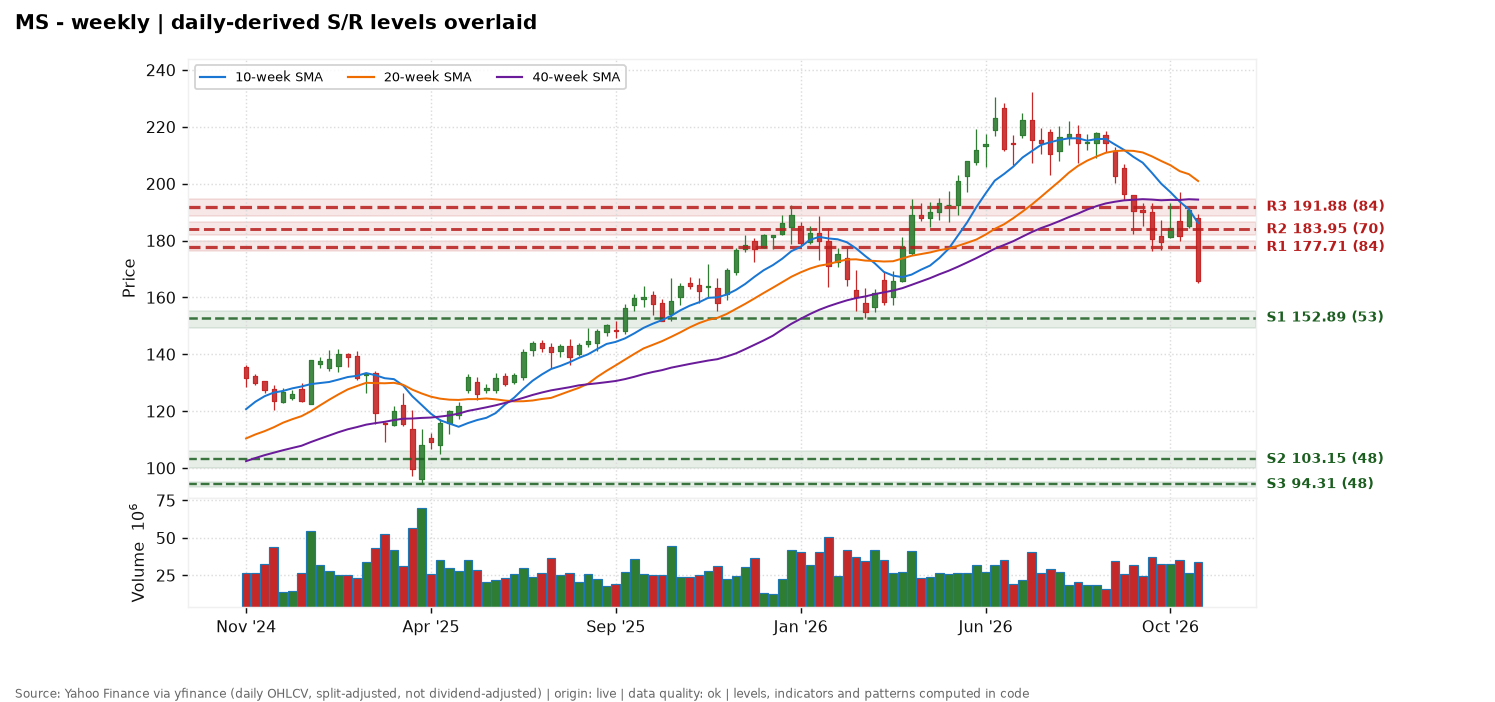 MS - weekly | daily-derived S/R levels overlaid
10-week SMA 20-week SMA 40-week SMA
240
220
200
180
160
140
120
100
Price
R3 191.88 (84)
R2 183.95 (70)
R1 177.71 (84)
S1 152.89 (53)
S2 103.15 (48)
S3 94.31 (48)
75
50
25
Volume 10⁶
Nov '24 Apr '25 Sep '25 Jan '26 Jun '26 Oct '26
Source: Yahoo Finance via yfinance (daily OHLCV, split-adjusted, not dividend-adjusted) | origin: live | data quality: ok | levels, indicators and patterns computed in code